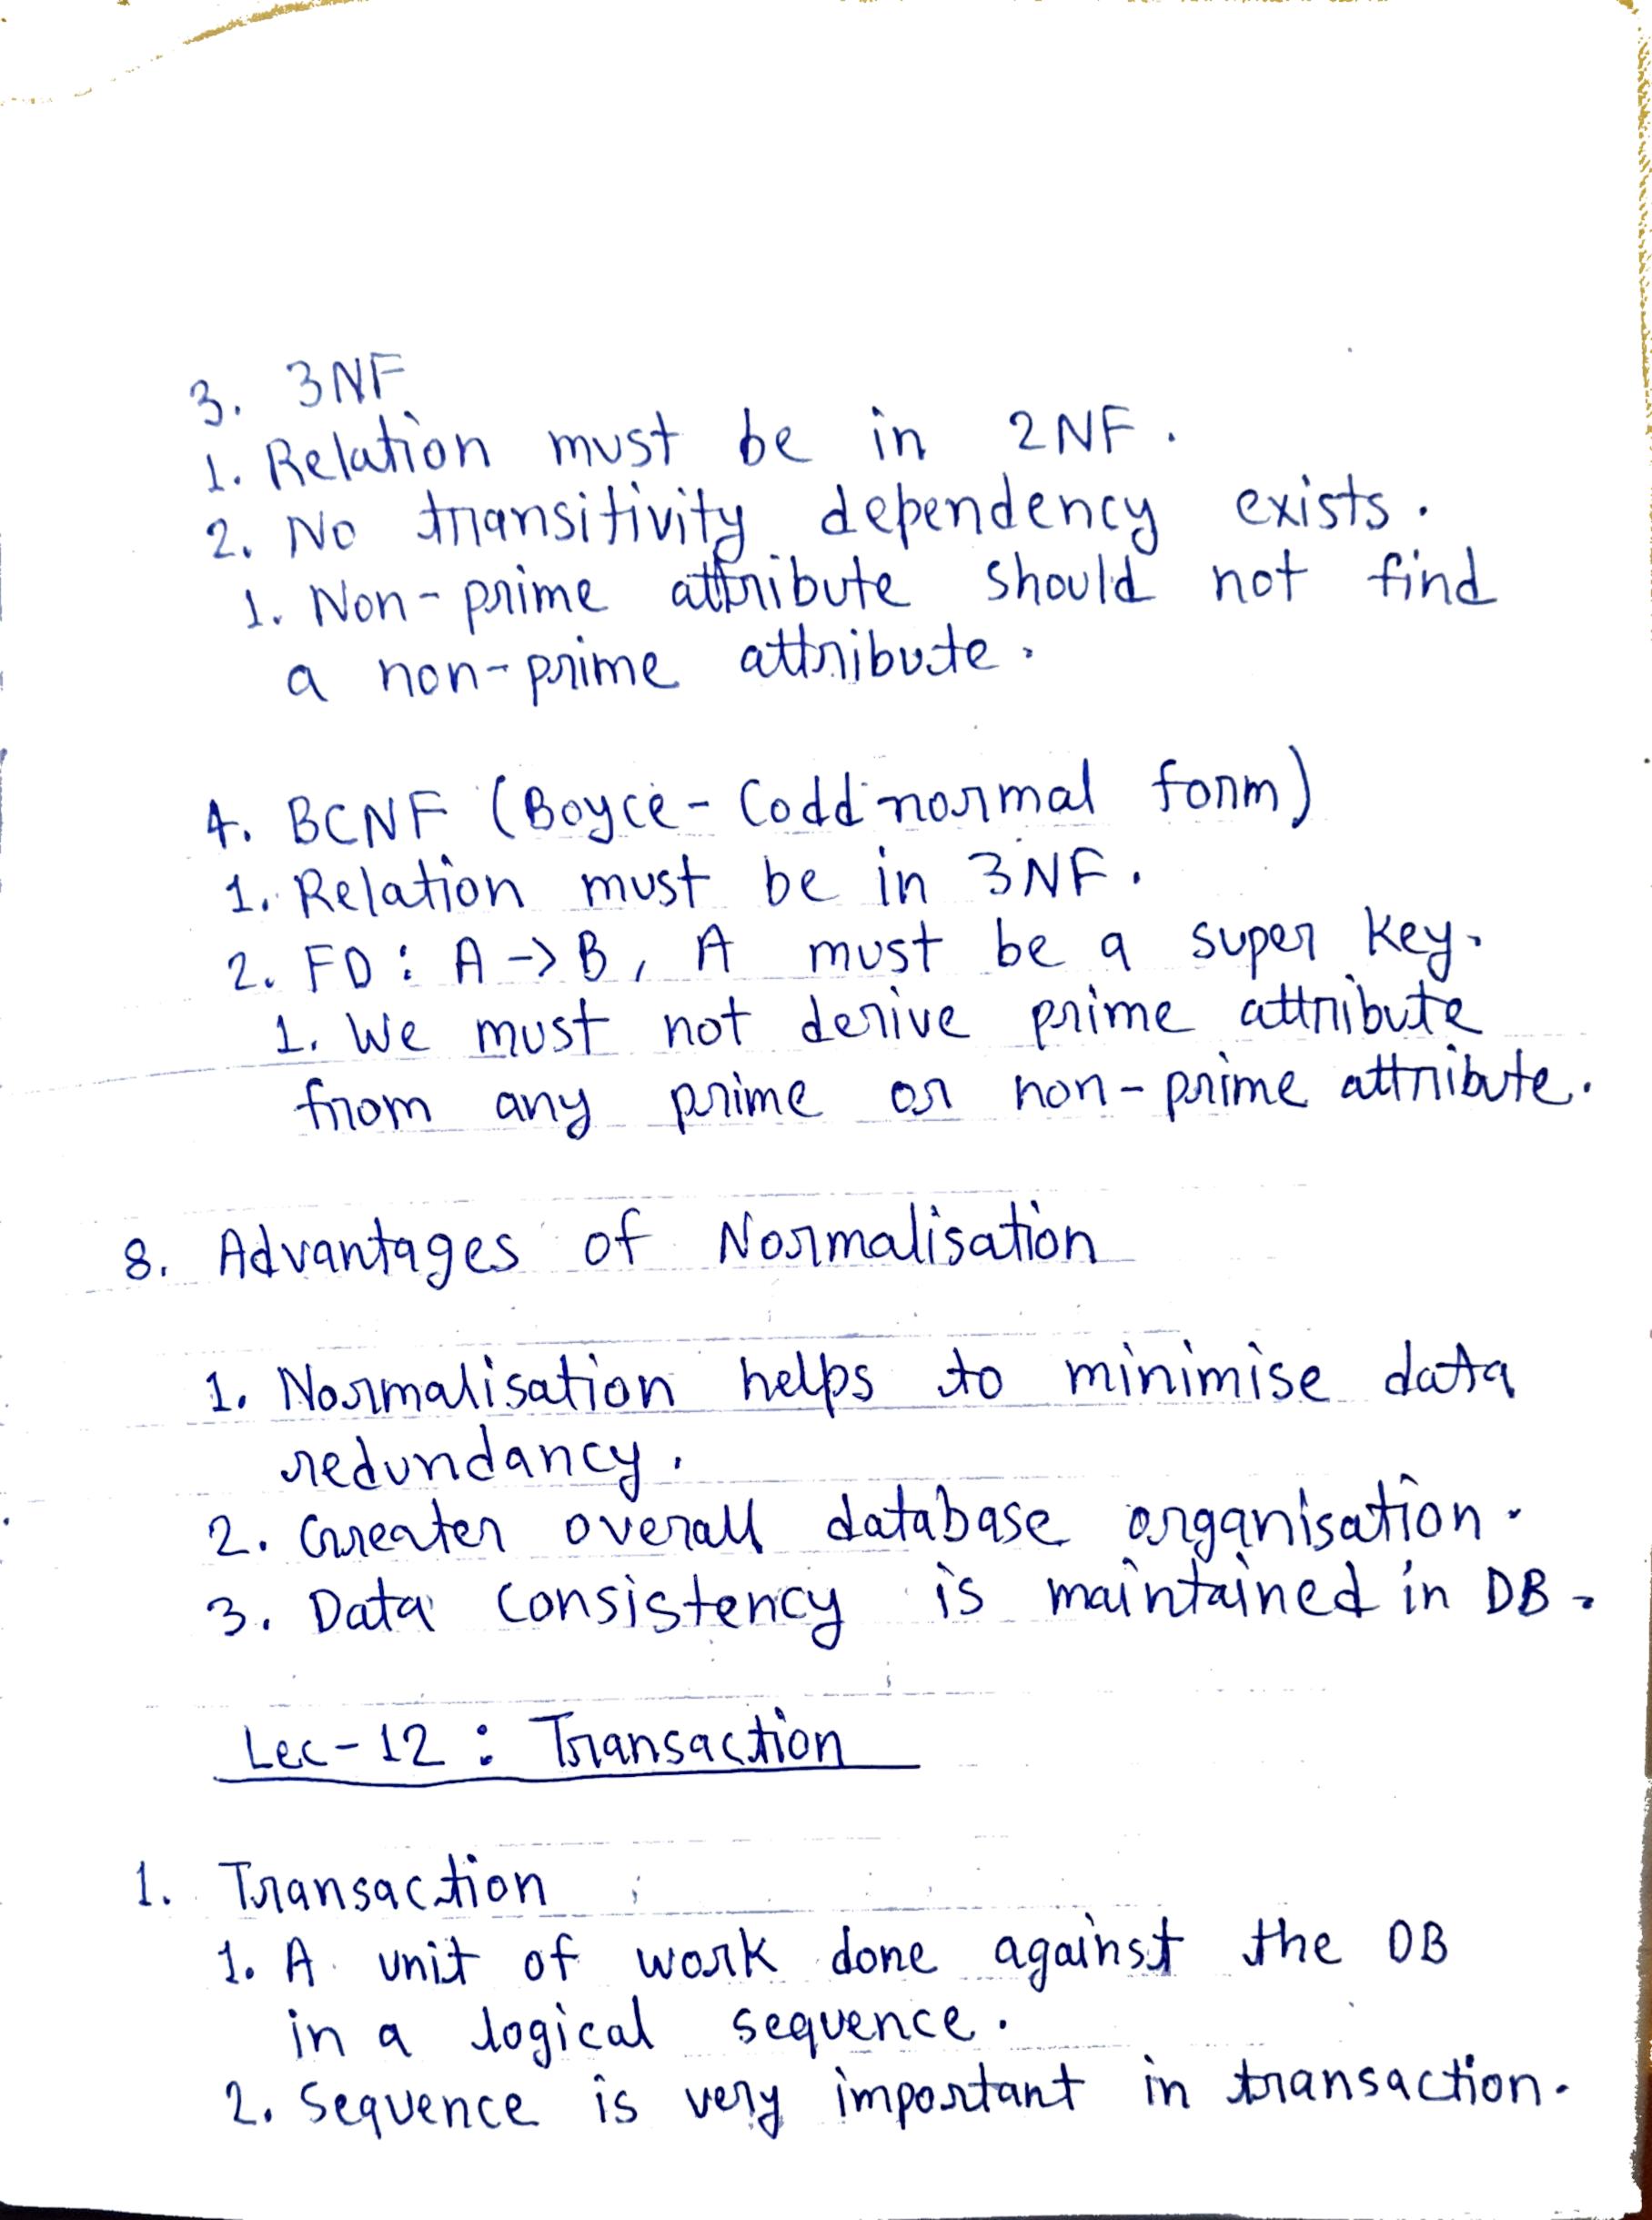 3. 3NF
1. Relation must be in 2NF.
2. No transitivity dependency exists.
1. Non-prime attribute should not find
a non-prime attribute.
4. BCNF (Boyce-Codd normal form)
1. Relation must be in 3NF.
2. FD : A -> B, A must be a super key.
1. We must not derive prime attribute
from any prime or non-prime attribute.
8. Advantages of Normalisation
1. Normalisation helps to minimise data
redundancy.
2. Greater overall database organisation.
3. Data consistency is maintained in DB.
Lec-12 : Transaction
1. Transaction
1. A unit of work done against the DB
in a logical sequence.
2. Sequence is very important in transaction.